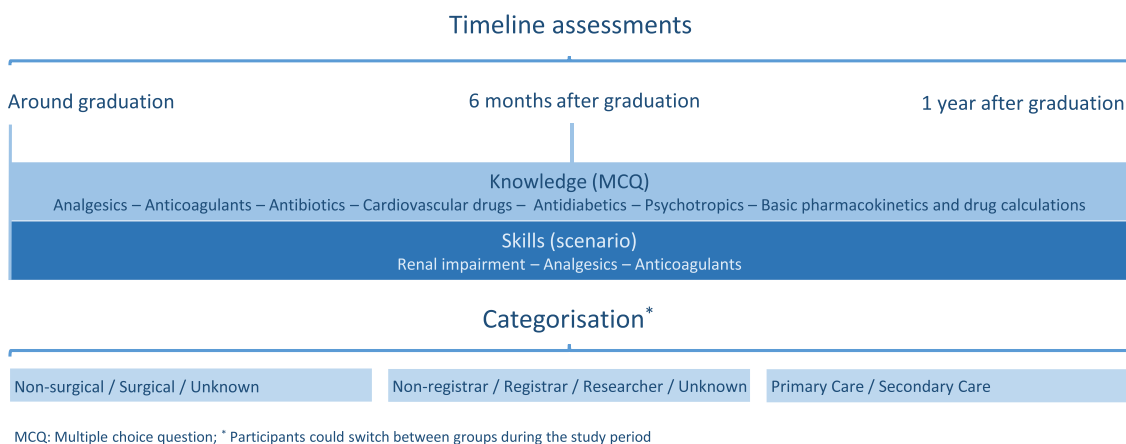 Timeline assessments
Around graduation
6 months after graduation
1 year after graduation
Knowledge (MCQ)
Analgesics – Anticoagulants – Antibiotics – Cardiovascular drugs – Antidiabetics – Psychotropics – Basic pharmacokinetics and drug calculations
Skills (scenario)
Renal impairment – Analgesics – Anticoagulants
Categorisation*
Non-surgical / Surgical / Unknown
Non-registrar / Registrar / Researcher / Unknown
Primary Care / Secondary Care
MCQ: Multiple choice question; * Participants could switch between groups during the study period